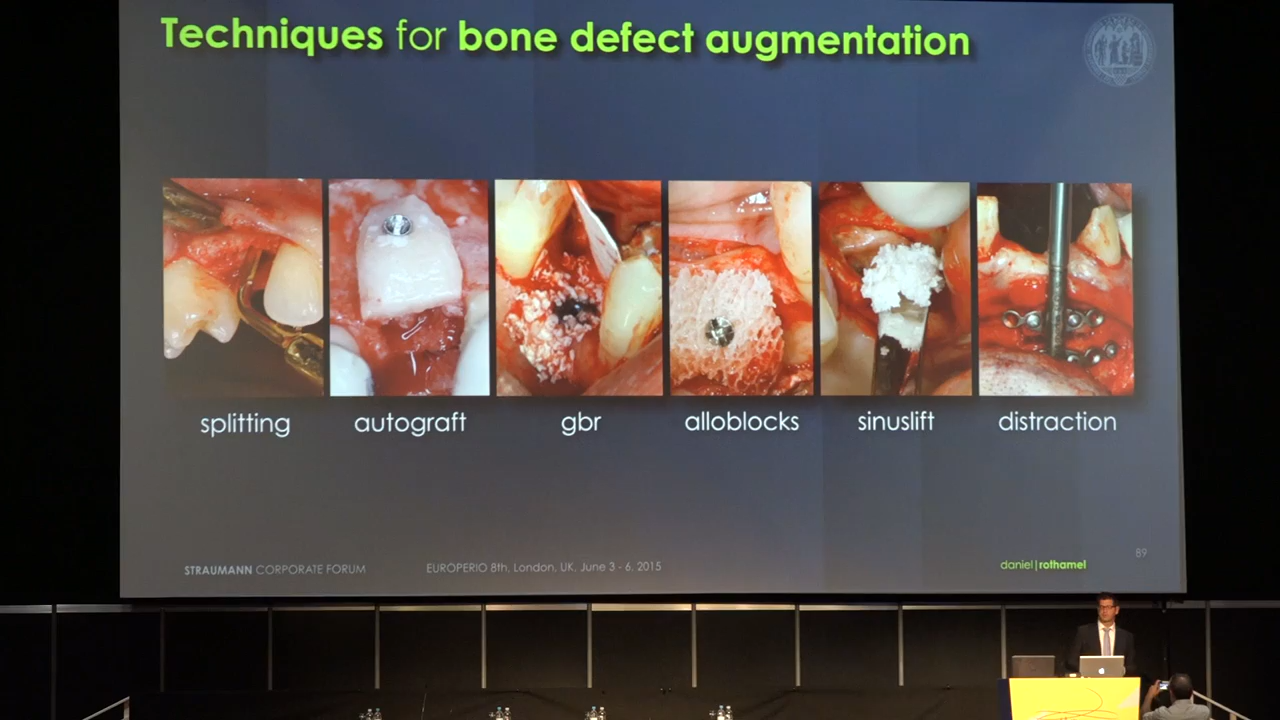 Techniques for bone defect augmentation
splitting
autograft
gbr
alloblocks
sinuslift
distraction
89
STRAUMANN CORPORATE FORUM
EUROPERIO 8th, London, UK, June 3 - 6, 2015
daniel|rothamel